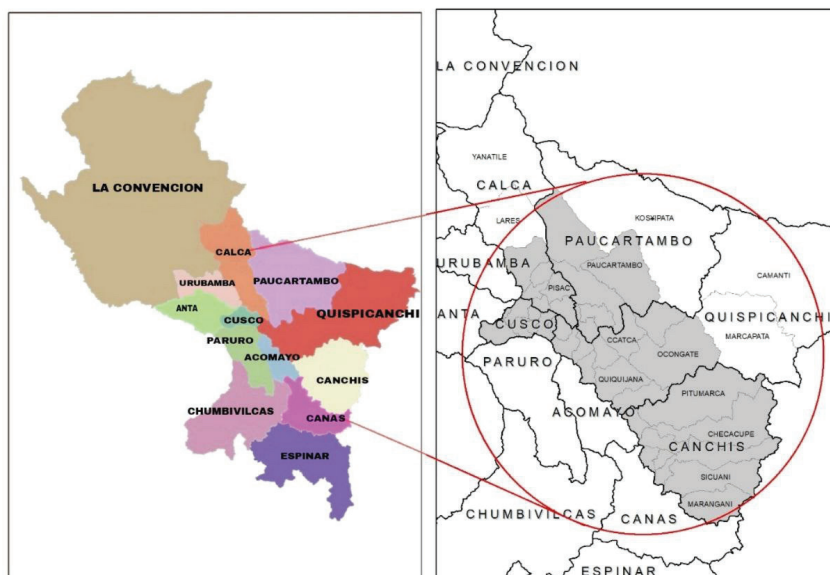 LA CONVENCION
CALCA
URUBAMBA
PAUCARTAMBO
ANTA
CUSCO
QUISPICANCHI
PARURO
ACOMAYO
CANCHIS
CHUMBIVILCAS
CANAS
ESPINAR
LA CONVENCION
YANATILE
CALCA
LARES
KOSÑIPATA
PAUCARTAMBO
URUBAMBA
PAUCARTAMBO
CAMANTI
PISAC
ANTA
QUISPICANCHI
CUSCO
MARCAPATA
CCATCA
PARURO
OCONGATE
QUIQUIJANA
PITUMARCA
ACOMAYO
CHECACUPE
CANCHIS
SICUANI
MARANGANI
CHUMBIVILCAS
CANAS
ESPINAR